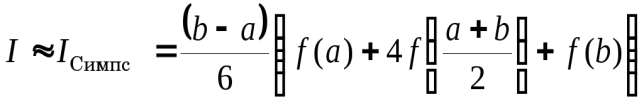 I ≈ I_Симпс = (b - a)/6 [ f(a) + 4f[ (a + b)/2 ] + f(b) ]